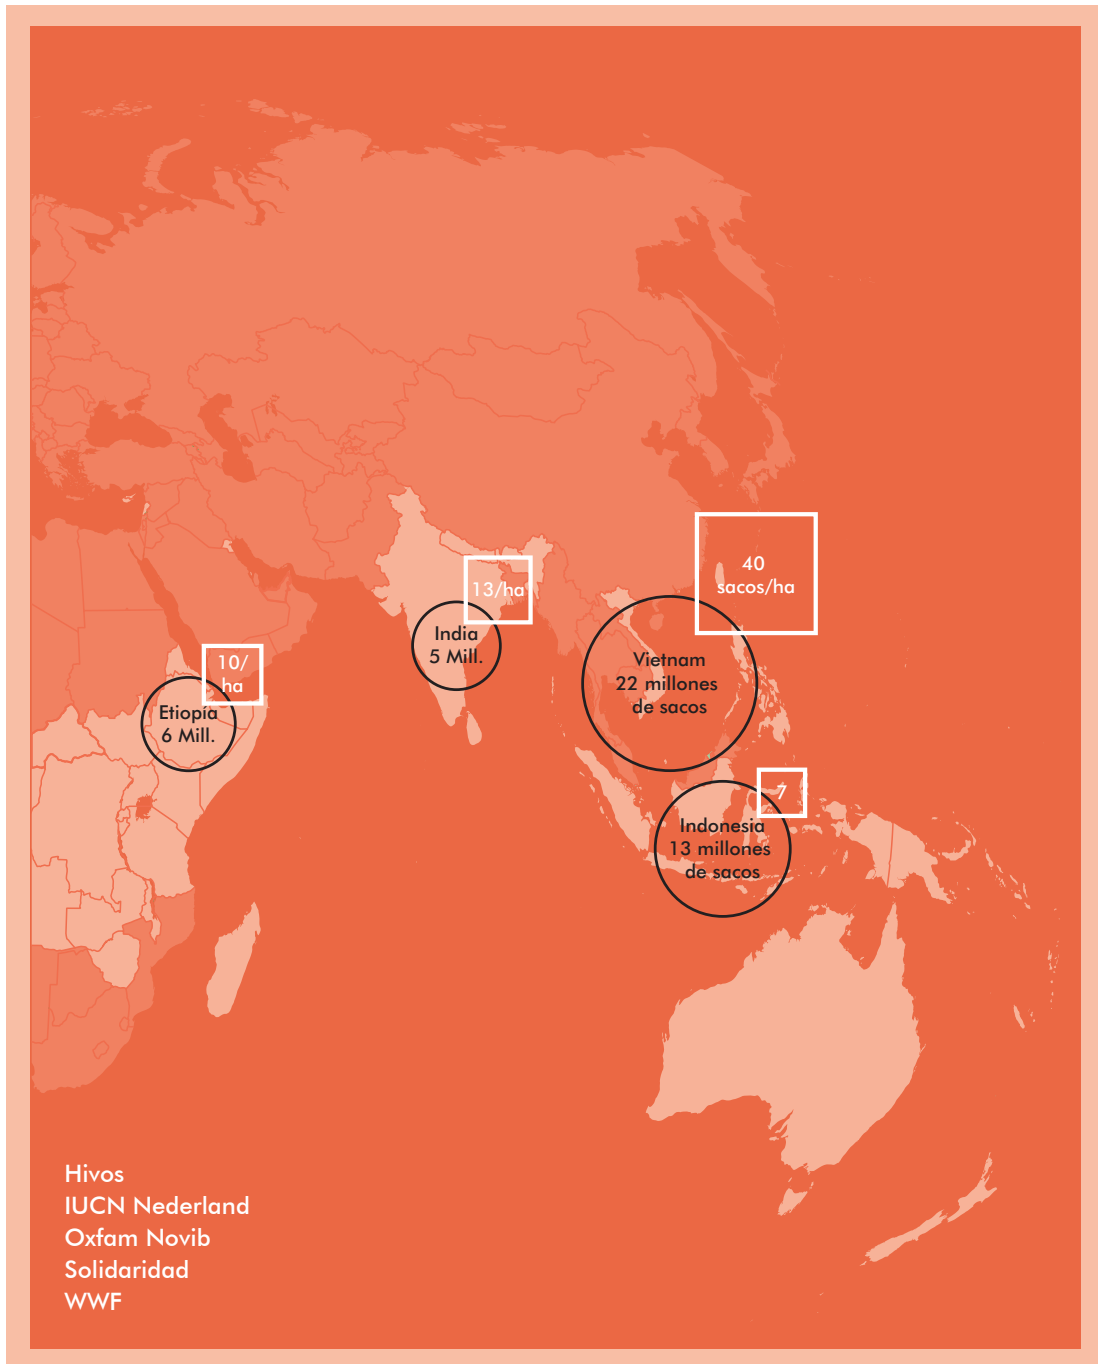 40
sacos/ha
13/ha
India
5 Mill.
10/
ha
Vietnam
22 millones
de sacos
Etiopía
6 Mill.
7
Indonesia
13 millones
de sacos
Hivos
IUCN Nederland
Oxfam Novib
Solidaridad
WWF